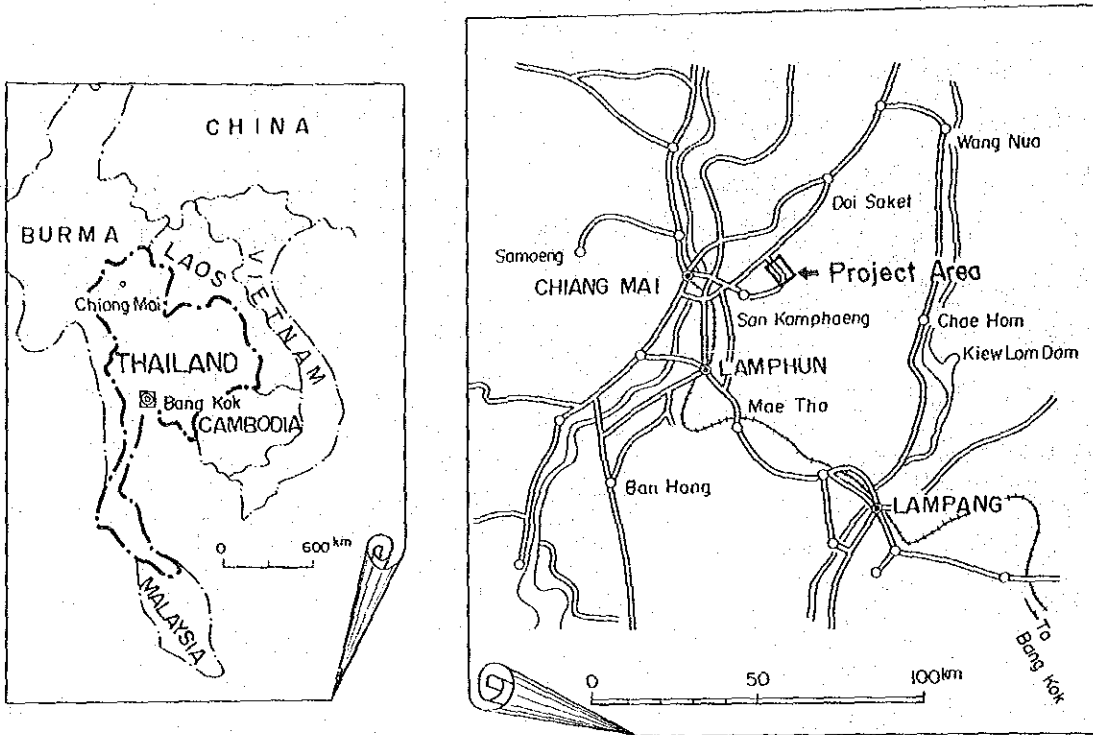 CHINA
BURMA
LAOS
VIETNAM
Chiang Mai
THAILAND
Bang Kok
CAMBODIA
0 600 km
MALAYSIA
Wang Nua
Doi Saket
Samoeng
CHIANG MAI
Project Area
San Kamphaeng
Chae Hom
Kiew Lom Dam
LAMPHUN
Mae Tha
Ban Hong
LAMPANG
To
Bang Kok
0 50 100km